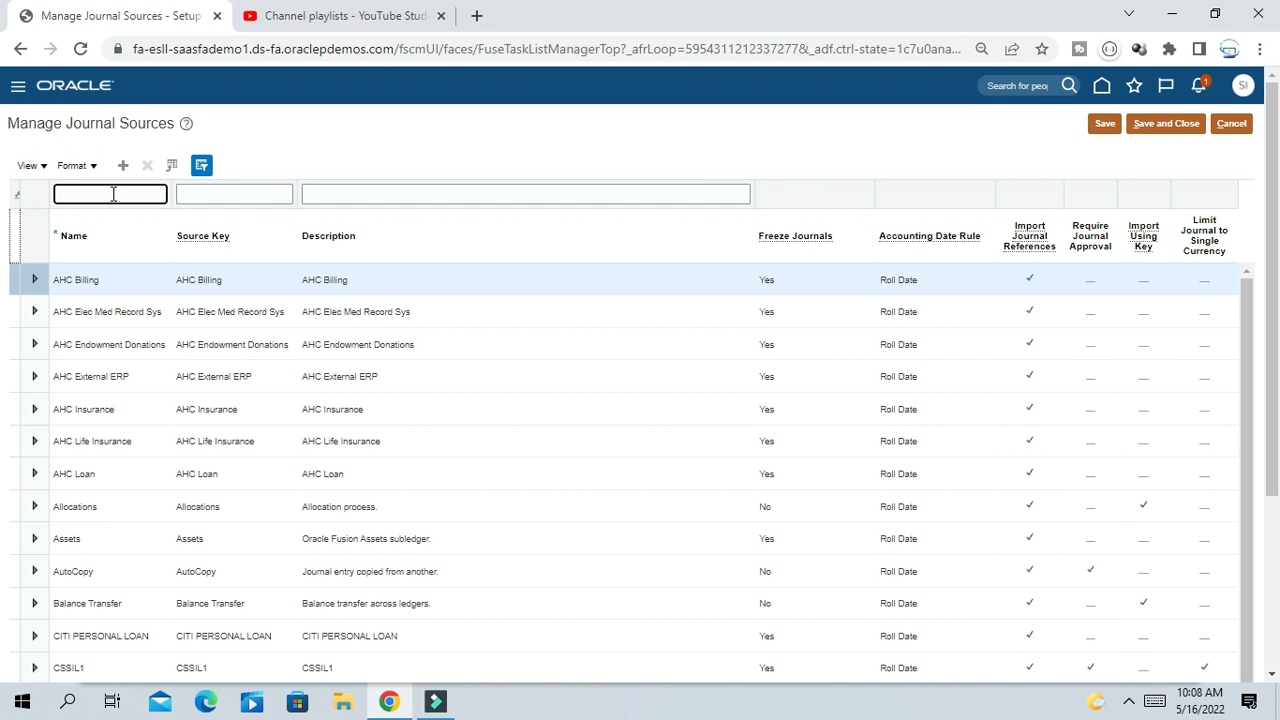 Manage Journal Sources - Setup
Channel playlists - YouTube Studi
fa-esll-saasfademo1.ds-fa.oraclepdemos.com/fscmUI/faces/FuseTaskListManagerTop?_afrLoop=59543112123372778&_adf.ctrl-state=1c7u0ana...
ORACLE
Search for peop
1
SI
Manage Journal Sources
Save
Save and Close
Cancel
View
Format
* Name
Source Key
Description
Freeze Journals
Accounting Date Rule
Import Journal References
Require Journal Approval
Import Using Key
Limit Journal to Single Currency
AHC Billing AHC Billing AHC Billing Yes Roll Date
AHC Elec Med Record Sys AHC Elec Med Record Sys AHC Elec Med Record Sys Yes Roll Date
AHC Endowment Donations AHC Endowment Donations AHC Endowment Donations Yes Roll Date
AHC External ERP AHC External ERP AHC External ERP Yes Roll Date
AHC Insurance AHC Insurance AHC Insurance Yes Roll Date
AHC Life Insurance AHC Life Insurance AHC Life Insurance Yes Roll Date
AHC Loan AHC Loan AHC Loan Yes Roll Date
Allocations Allocations Allocation process. No Roll Date
Assets Assets Oracle Fusion Assets subledger. Yes Roll Date
AutoCopy AutoCopy Journal entry copied from another. No Roll Date
Balance Transfer Balance Transfer Balance transfer across ledgers. No Roll Date
CITI PERSONAL LOAN CITI PERSONAL LOAN CITI PERSONAL LOAN Yes Roll Date
CSSIL1 CSSIL1 CSSIL1 Yes Roll Date
10:08 AM
5/16/2022